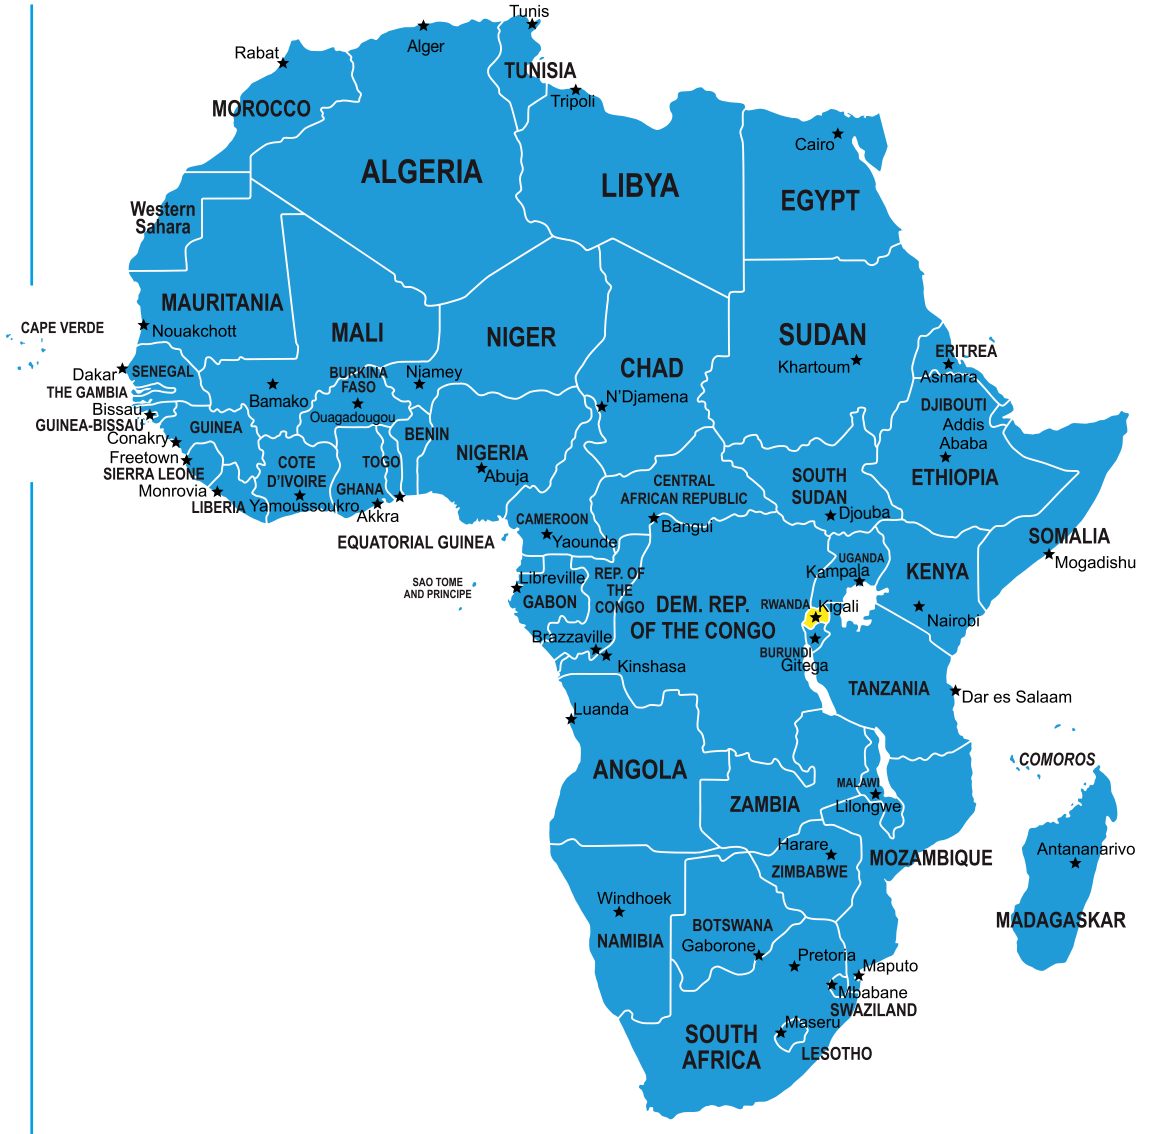 Tunis
Alger
Rabat
TUNISIA
Tripoli
MOROCCO
Cairo
ALGERIA
LIBYA
EGYPT
Western
Sahara
MAURITANIA
CAPE VERDE
Nouakchott
MALI
NIGER
SUDAN
CHAD
Khartoum
ERITREA
Asmara
Dakar
SENEGAL
BURKINA
FASO
Niamey
THE GAMBIA
Bamako
N'Djamena
DJIBOUTI
Bissau
Ouagadougou
GUINEA-BISSAU
GUINEA
BENIN
Addis
Ababa
Conakry
Freetown
SIERRA LEONE
COTE
D'IVOIRE
TOGO
NIGERIA
Abuja
ETHIOPIA
CENTRAL
AFRICAN REPUBLIC
SOUTH
SUDAN
Monrovia
LIBERIA
Yamoussoukro
GHANA
Akkra
Djouba
CAMEROON
Yaounde
Bangui
SOMALIA
EQUATORIAL GUINEA
Mogadishu
UGANDA
Kampala
KENYA
SAO TOME
AND PRINCIPE
Libreville
GABON
REP. OF
THE
CONGO
DEM. REP.
OF THE CONGO
RWANDA
Kigali
Nairobi
Brazzaville
Kinshasa
BURUNDI
Gitega
TANZANIA
Dar es Salaam
Luanda
ANGOLA
COMOROS
MALAWI
Lilongwe
ZAMBIA
Harare
ZIMBABWE
MOZAMBIQUE
Antananarivo
Windhoek
NAMIBIA
BOTSWANA
Gaborone
MADAGASKAR
Pretoria
Maputo
Mbabane
SWAZILAND
Maseru
SOUTH
AFRICA
LESOTHO